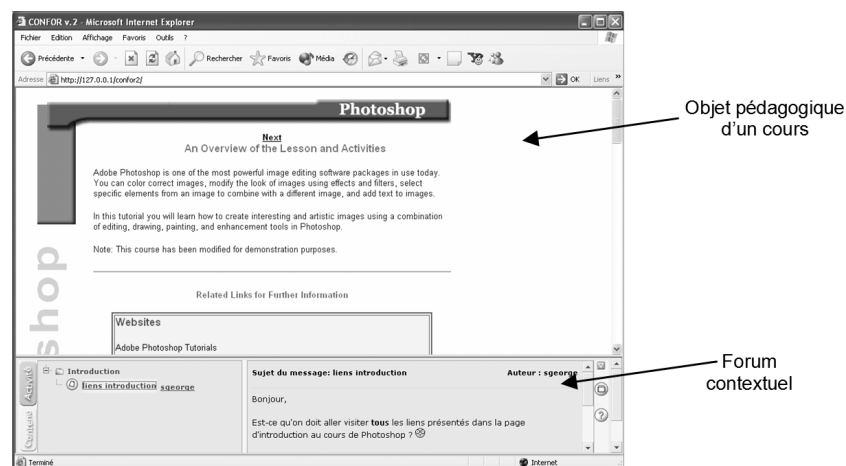 CONFOR v.2 - Microsoft Internet Explorer
Fichier Edition Affichage Favoris Outils ?
Précédente Rechercher Favoris Média
Adresse http://127.0.0.1/confor2/ OK Liens »
Photoshop
Next
An Overview of the Lesson and Activities
Adobe Photoshop is one of the most powerful image editing software packages in use today.
You can color correct images, modify the look of images using effects and filters, select
specific elements from an image to combine with a different image, and add text to images.
In this tutorial you will learn how to create interesting and artistic images using a combination
of editing, drawing, painting, and enhancement tools in Photoshop.
Note: This course has been modified for demonstration purposes.
Related Links for Further Information
Websites
Adobe Photoshop Tutorials
shop
Objet pédagogique
d'un cours
Activité
Contenu
Introduction
liens introduction sgeorge
Sujet du message: liens introduction Auteur : sgeorge
Bonjour,
Est-ce qu'on doit aller visiter tous les liens présentés dans la page
d'introduction au cours de Photoshop ?
Forum
contextuel
Terminé Internet